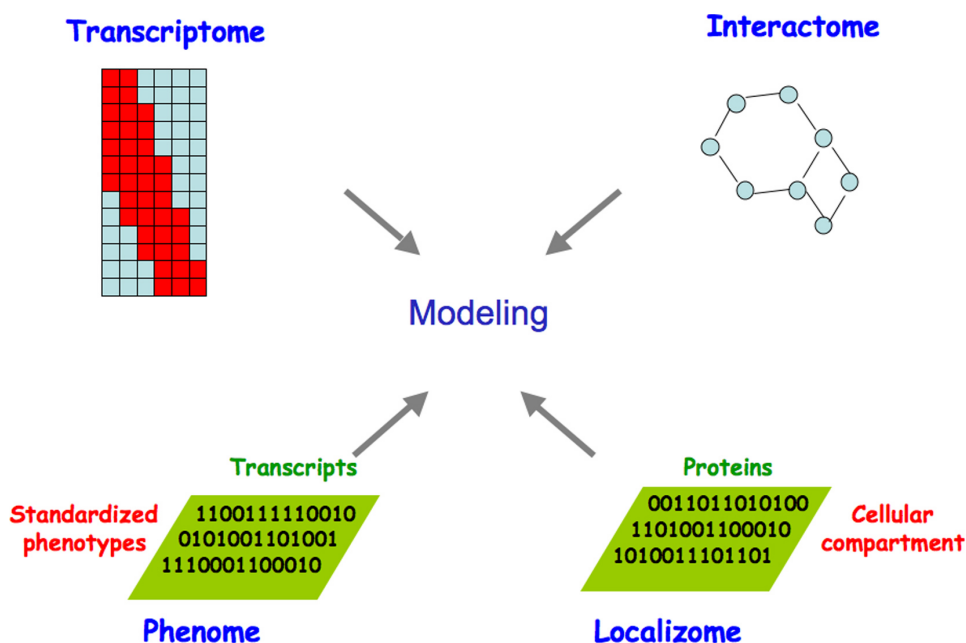 Transcriptome
Interactome
Modeling
Transcripts
Standardized
phenotypes
1100111110010
0101001101001
1110001100010
Phenome
Proteins
0011011010100
1101001100010
1010011101101
Cellular
compartment
Localizome